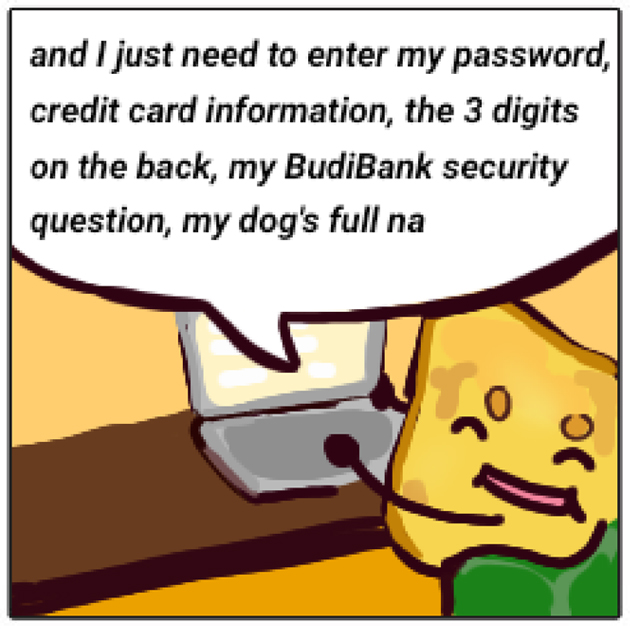 and I just need to enter my password,
credit card information, the 3 digits
on the back, my BudiBank security
question, my dog's full na